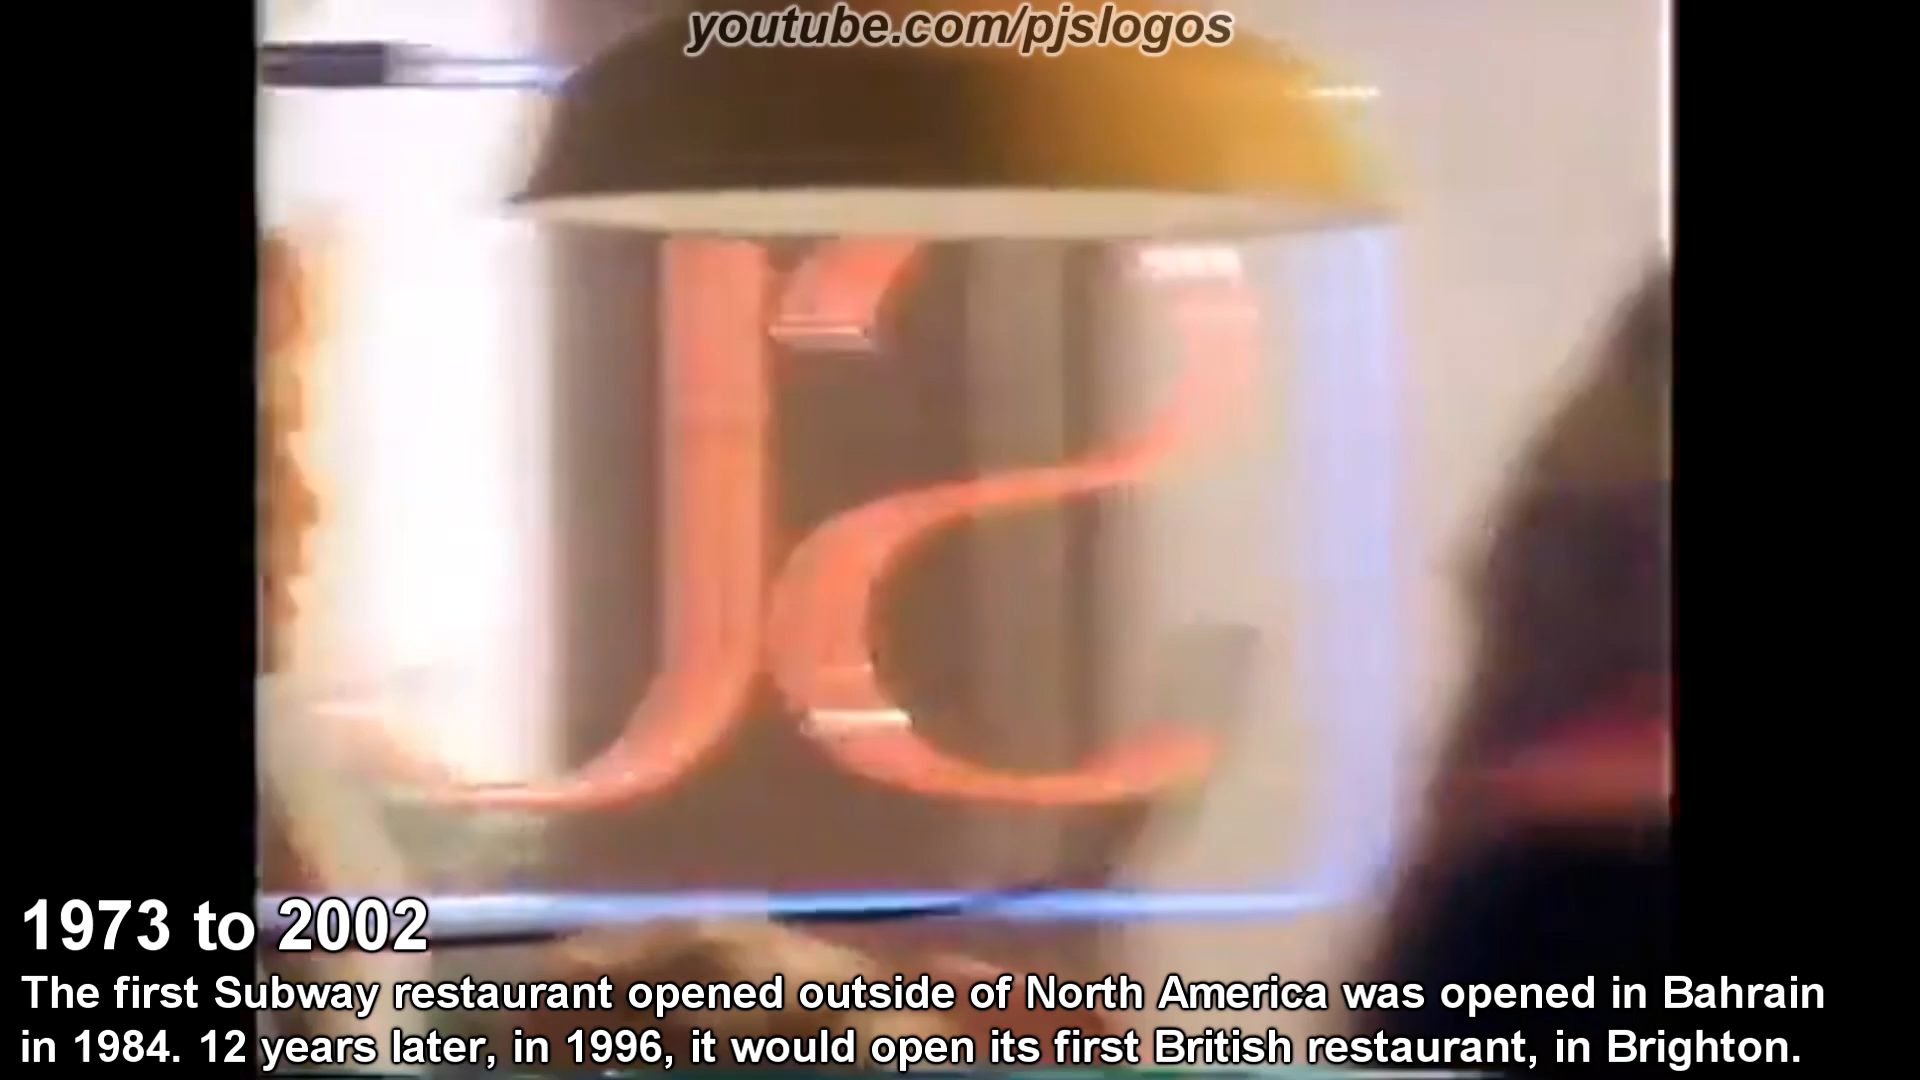 youtube.com/pjslogos
1973 to 2002
The first Subway restaurant opened outside of North America was opened in Bahrain
in 1984. 12 years later, in 1996, it would open its first British restaurant, in Brighton.